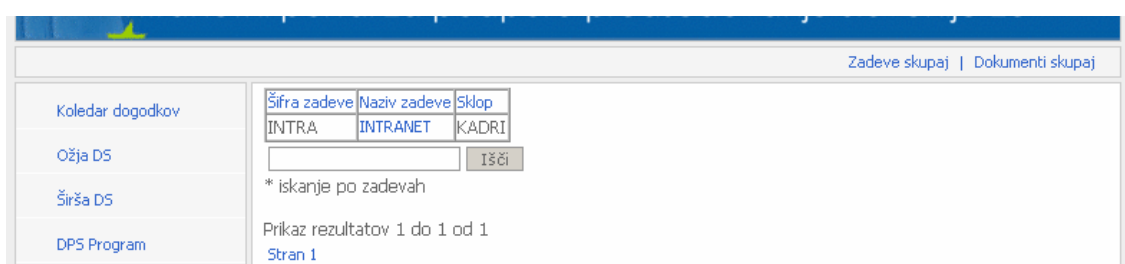 Zadeve skupaj | Dokumenti skupaj
Koledar dogodkov
Ožja DS
Širša DS
DPS Program
Šifra zadeve Naziv zadeve Sklop
INTRA INTRANET KADRI
Išči
* iskanje po zadevah
Prikaz rezultatov 1 do 1 od 1
Stran 1